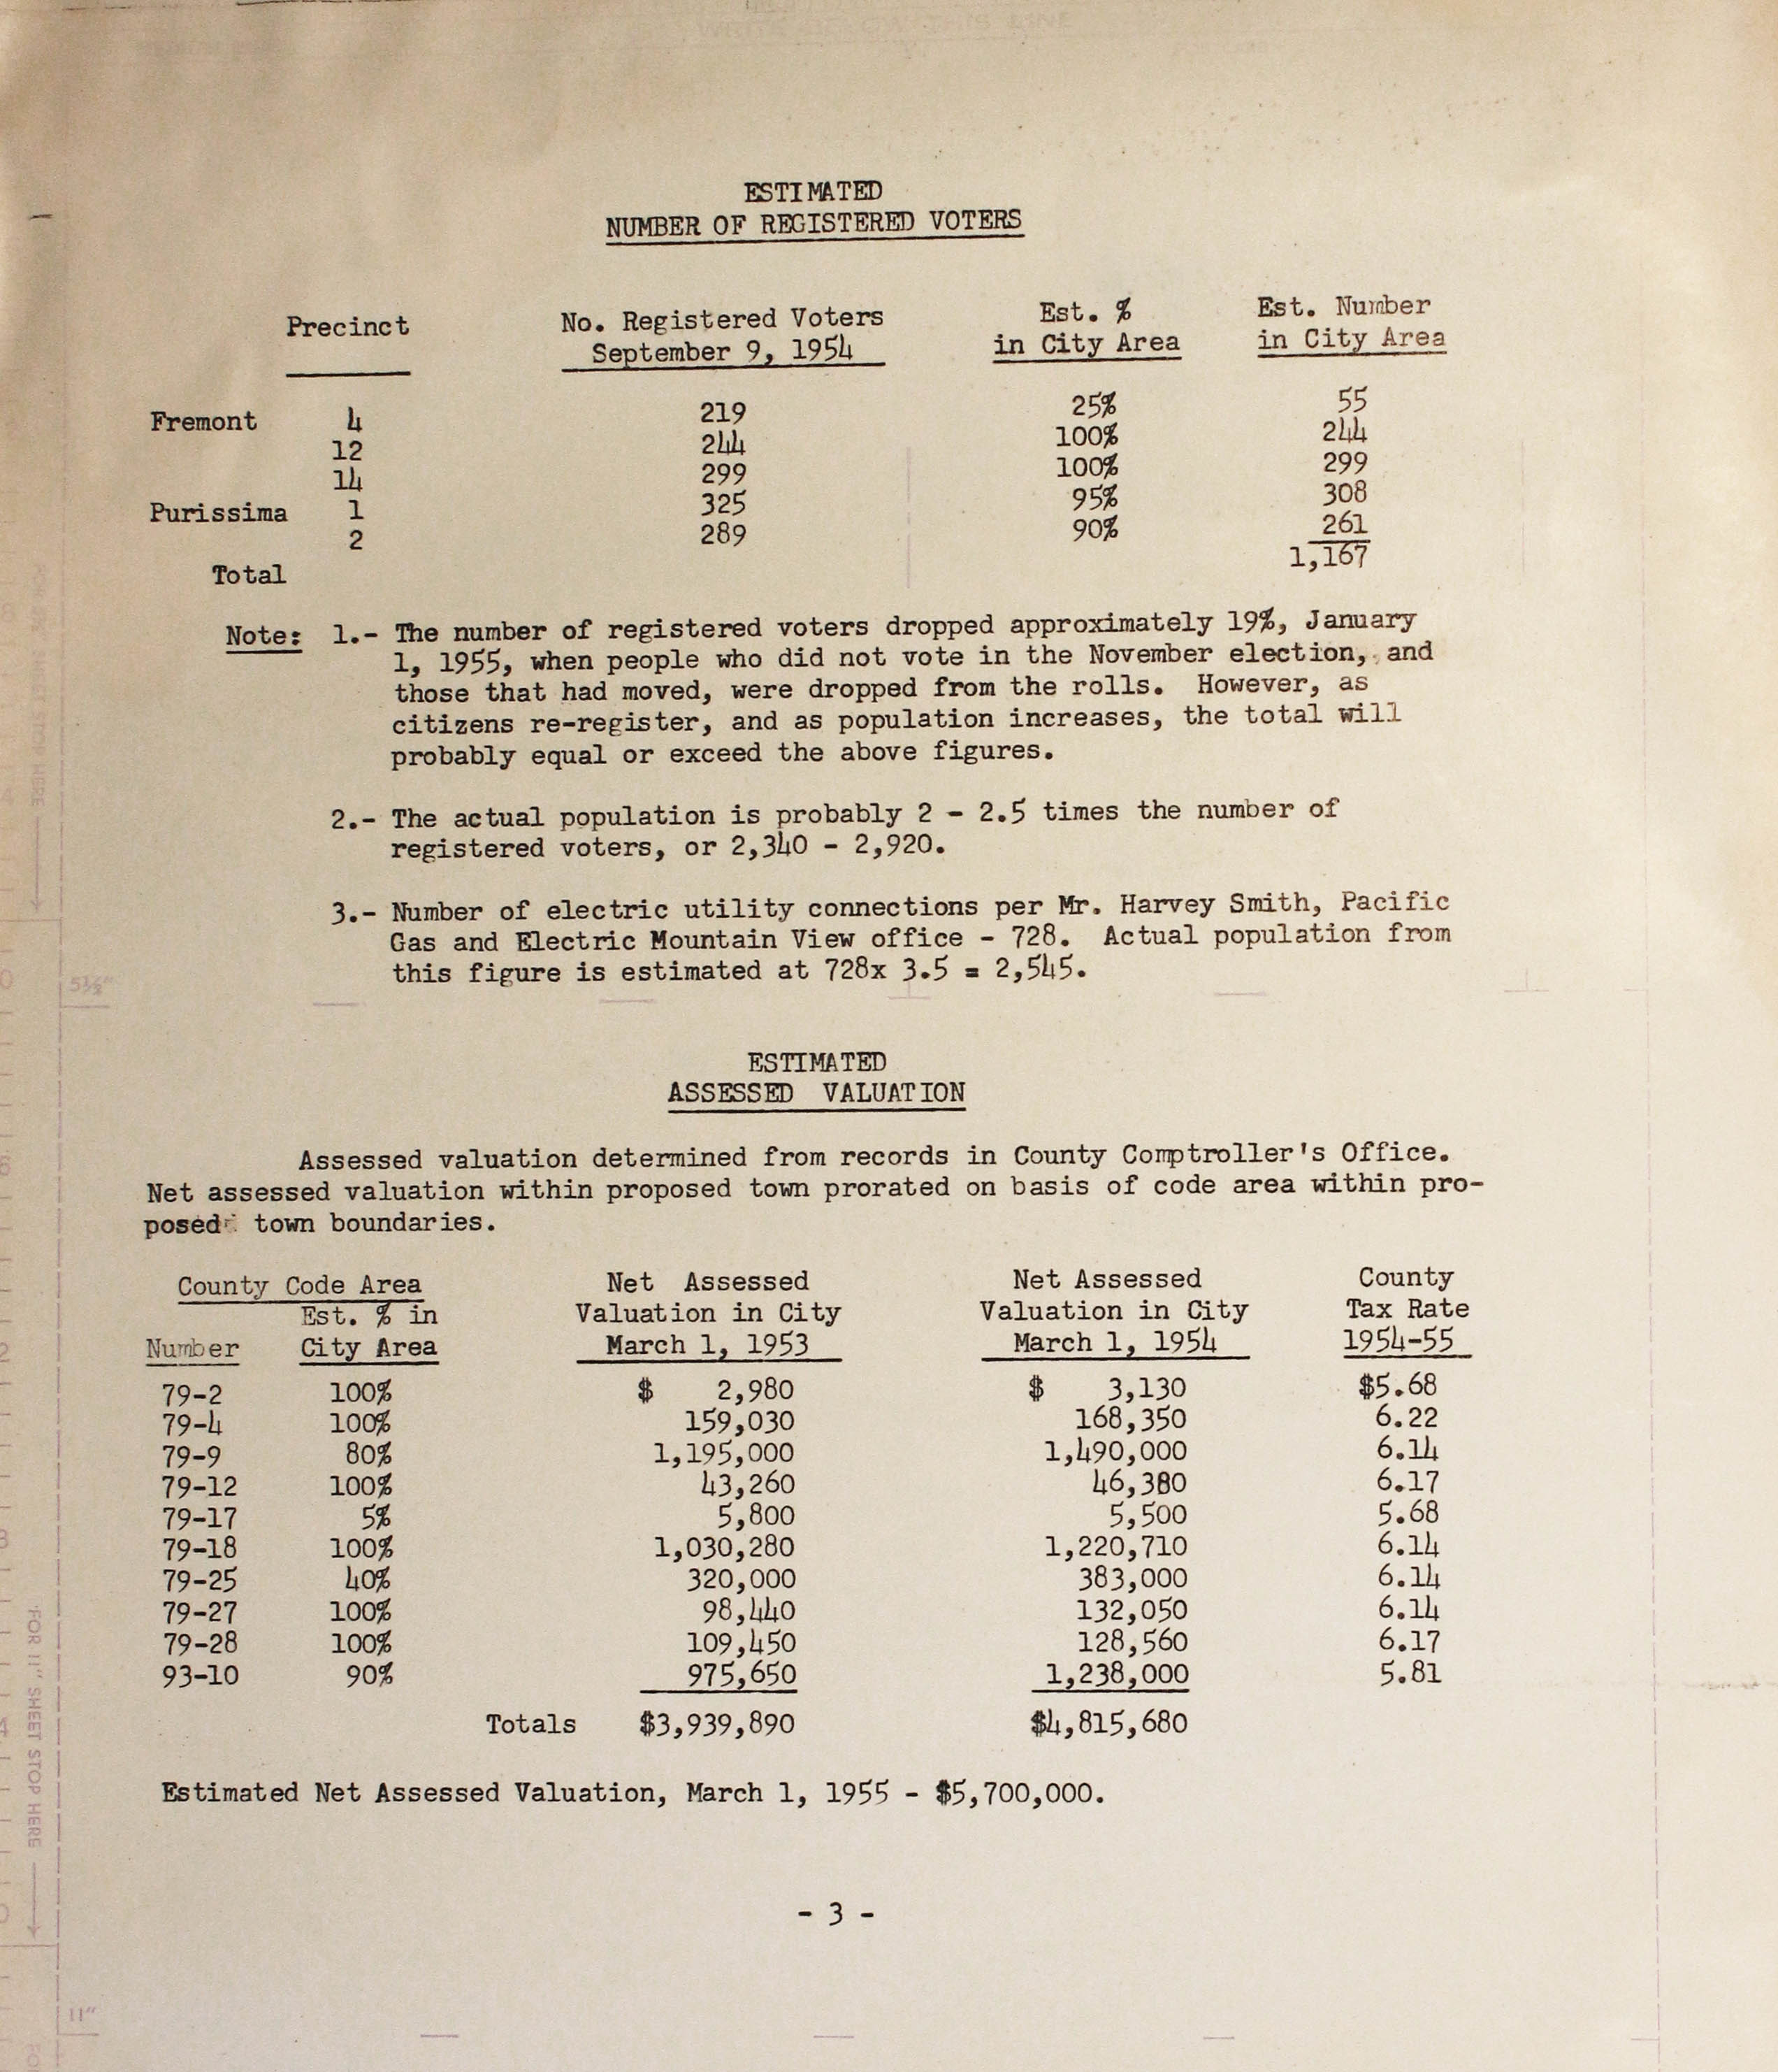 ESTIMATED
NUMBER OF REGISTERED VOTERS
Precinct No. Registered Voters September 9, 1954 Est. % in City Area Est. Number in City Area
Fremont 4 219 25% 55
12 244 100% 244
14 299 100% 299
Purissima 1 325 95% 308
2 289 90% 261
Total 1,167
Note: 1.- The number of registered voters dropped approximately 19%, January
1, 1955, when people who did not vote in the November election, and
those that had moved, were dropped from the rolls. However, as
citizens re-register, and as population increases, the total will
probably equal or exceed the above figures.
2.- The actual population is probably 2 - 2.5 times the number of
registered voters, or 2,340 - 2,920.
3.- Number of electric utility connections per Mr. Harvey Smith, Pacific
Gas and Electric Mountain View office - 728. Actual population from
this figure is estimated at 728x 3.5 = 2,545.
ESTIMATED
ASSESSED VALUATION
Assessed valuation determined from records in County Comptroller's Office.
Net assessed valuation within proposed town prorated on basis of code area within pro-
posed town boundaries.
County Code Area Net Assessed Net Assessed County
Est. % in Valuation in City Valuation in City Tax Rate
Number City Area March 1, 1953 March 1, 1954 1954-55
79-2 100% $ 2,980 $ 3,130 $5.68
79-4 100% 159,030 168,350 6.22
79-9 80% 1,195,000 1,490,000 6.14
79-12 100% 43,260 46,380 6.17
79-17 5% 5,800 5,500 5.68
79-18 100% 1,030,280 1,220,710 6.14
79-25 40% 320,000 383,000 6.14
79-27 100% 98,440 132,050 6.14
79-28 100% 109,450 128,560 6.17
93-10 90% 975,650 1,238,000 5.81
Totals $3,939,890 $4,815,680
Estimated Net Assessed Valuation, March 1, 1955 - $5,700,000.
- 3 -
FOR 11" SHEET STOP HERE
5½"
11"